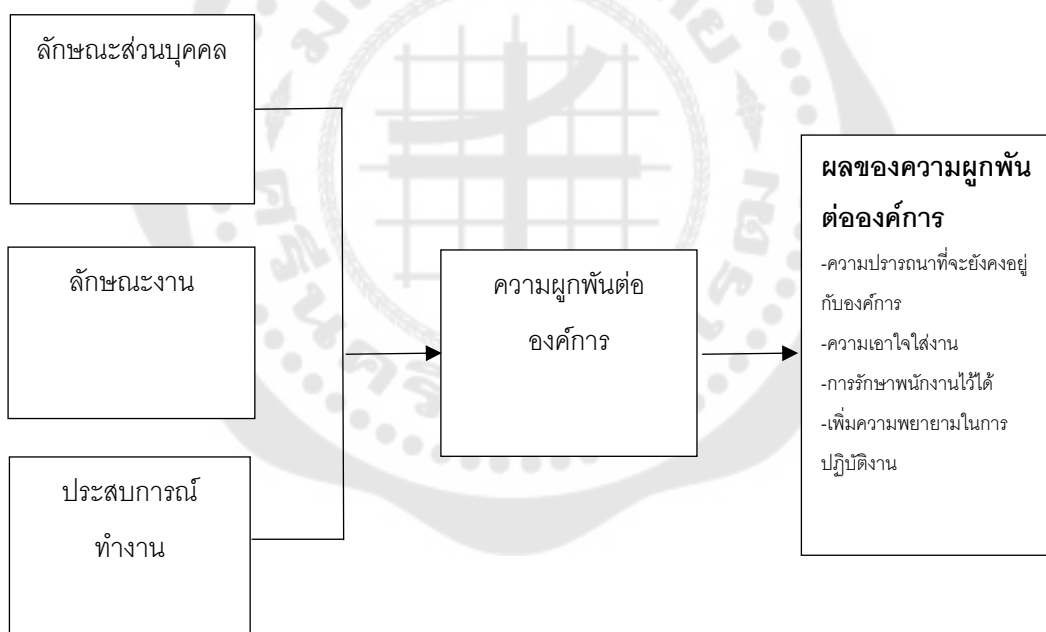 ลักษณะส่วนบุคคล
ลักษณะงาน
ประสบการณ์
ทำงาน
ความผูกพันต่อ
องค์การ
ผลของความผูกพัน
ต่อองค์การ
-ความปรารถนาที่จะยังคงอยู่
กับองค์การ
-ความเอาใจใส่งาน
-การรักษาพนักงานไว้ได้
-เพิ่มความพยายามในการ
ปฏิบัติงาน